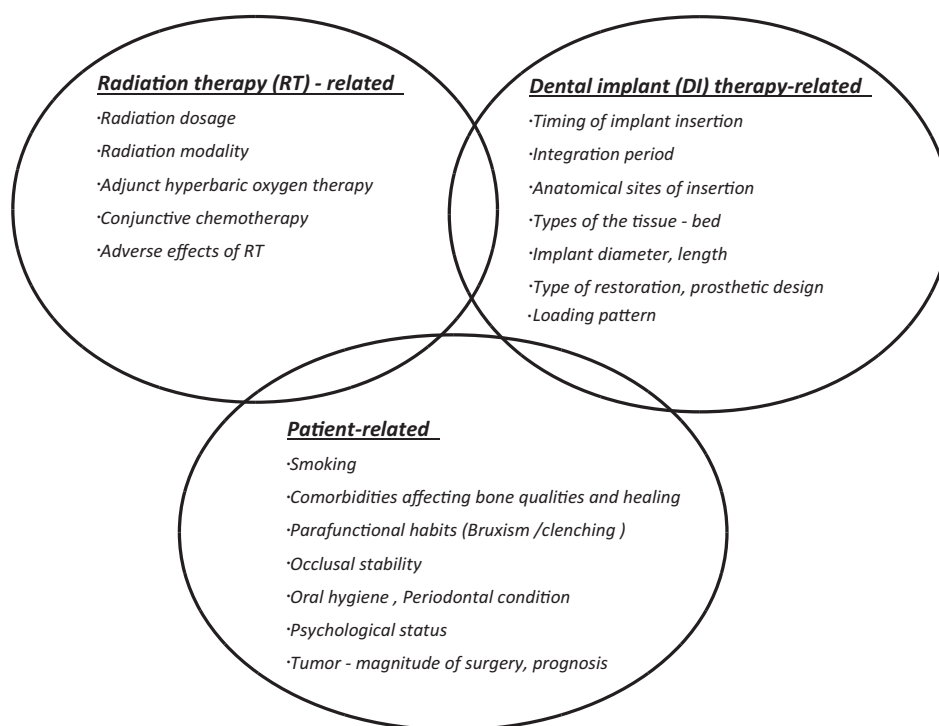 Radiation therapy (RT) - related
·Radiation dosage
·Radiation modality
·Adjunct hyperbaric oxygen therapy
·Conjunctive chemotherapy
·Adverse effects of RT
Dental implant (DI) therapy-related
·Timing of implant insertion
·Integration period
·Anatomical sites of insertion
·Types of the tissue - bed
·Implant diameter, length
·Type of restoration, prosthetic design
·Loading pattern
Patient-related
·Smoking
·Comorbidities affecting bone qualities and healing
·Parafunctional habits (Bruxism /clenching )
·Occlusal stability
·Oral hygiene , Periodontal condition
·Psychological status
·Tumor - magnitude of surgery, prognosis